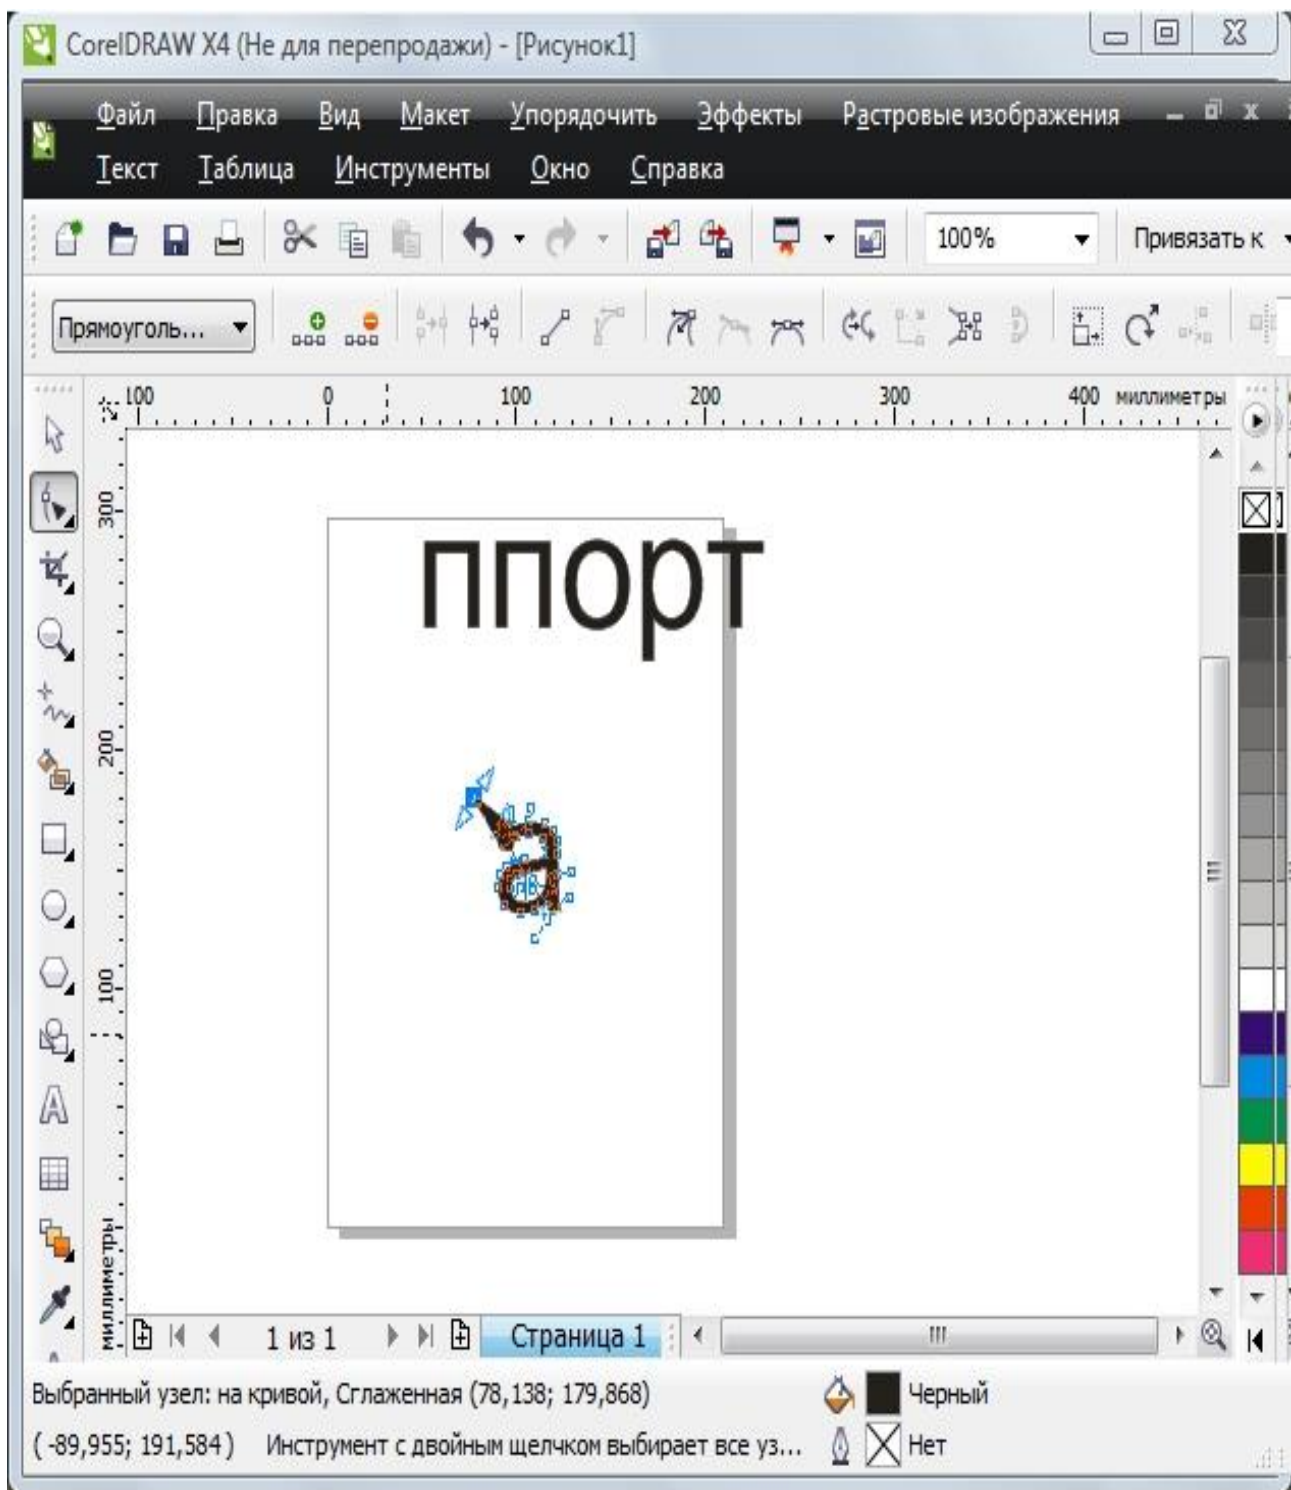 CorelDRAW X4 (Не для перепродажи) - [Рисунок1]
Файл Правка Вид Макет Упорядочить Эффекты Растровые изображения
Текст Таблица Инструменты Окно Справка
100% Привязать к
Прямоуголь...
100 0 100 200 300 400 миллиметры
300
200
100
миллиметры
ппорт
а
1 из 1 Страница 1
Выбранный узел: на кривой, Сглаженная (78,138; 179,868) Черный
( -89,955; 191,584 ) Инструмент с двойным щелчком выбирает все уз... Нет